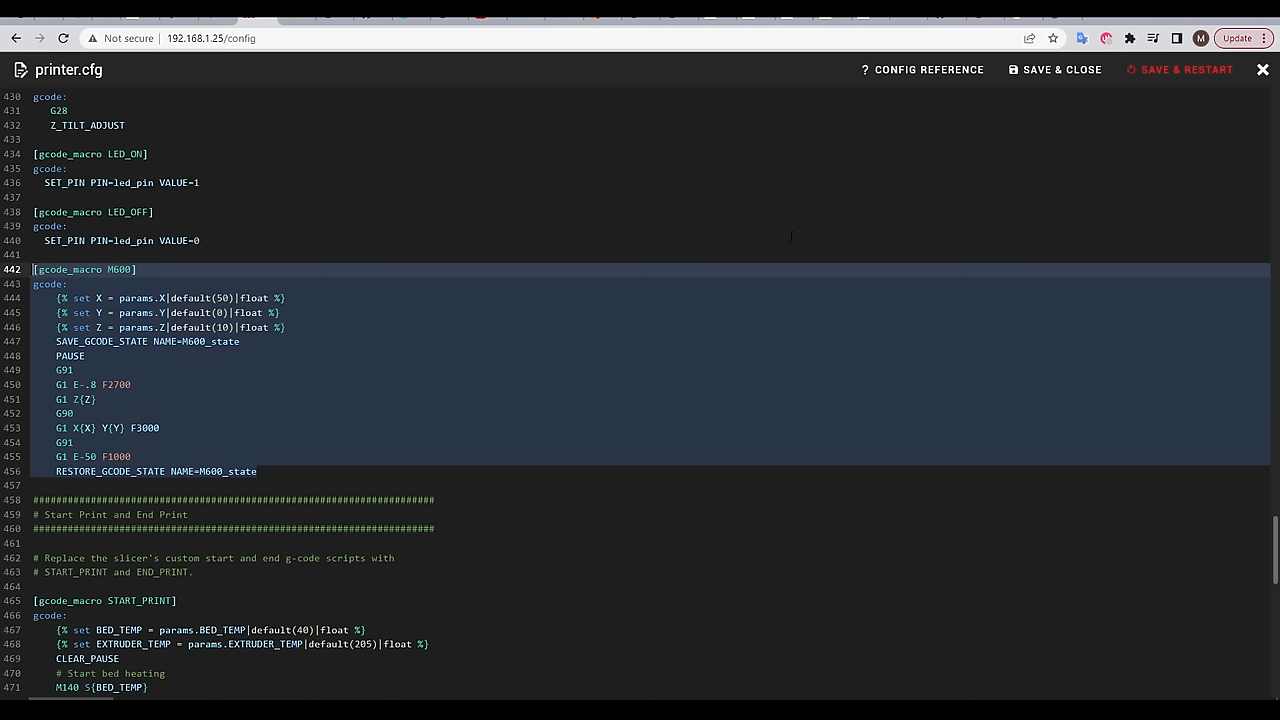 Not secure
192.168.1.25/config
M
Update
printer.cfg
? CONFIG REFERENCE
SAVE & CLOSE
SAVE & RESTART
430 gcode:
431 G28
432 Z_TILT_ADJUST
433
434 [gcode_macro LED_ON]
435 gcode:
436 SET_PIN PIN=led_pin VALUE=1
437
438 [gcode_macro LED_OFF]
439 gcode:
440 SET_PIN PIN=led_pin VALUE=0
441
442 [gcode_macro M600]
443 gcode:
444 {% set X = params.X|default(50)|float %}
445 {% set Y = params.Y|default(0)|float %}
446 {% set Z = params.Z|default(10)|float %}
447 SAVE_GCODE_STATE NAME=M600_state
448 PAUSE
449 G91
450 G1 E-.8 F2700
451 G1 Z{Z}
452 G90
453 G1 X{X} Y{Y} F3000
454 G91
455 G1 E-50 F1000
456 RESTORE_GCODE_STATE NAME=M600_state
457
458 ######################################################################
459 # Start Print and End Print
460 ######################################################################
461
462 # Replace the slicer's custom start and end g-code scripts with
463 # START_PRINT and END_PRINT.
464
465 [gcode_macro START_PRINT]
466 gcode:
467 {% set BED_TEMP = params.BED_TEMP|default(40)|float %}
468 {% set EXTRUDER_TEMP = params.EXTRUDER_TEMP|default(205)|float %}
469 CLEAR_PAUSE
470 # Start bed heating
471 M140 S{BED_TEMP}